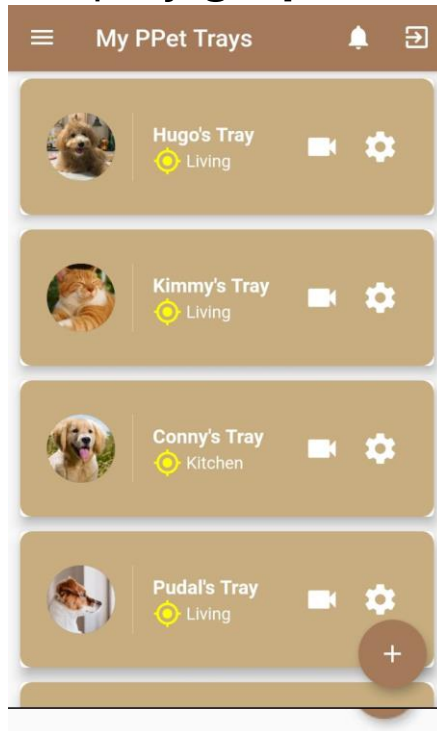 My PPet Trays
Hugo's Tray
Living
Kimmy's Tray
Living
Conny's Tray
Kitchen
Pudal's Tray
Living